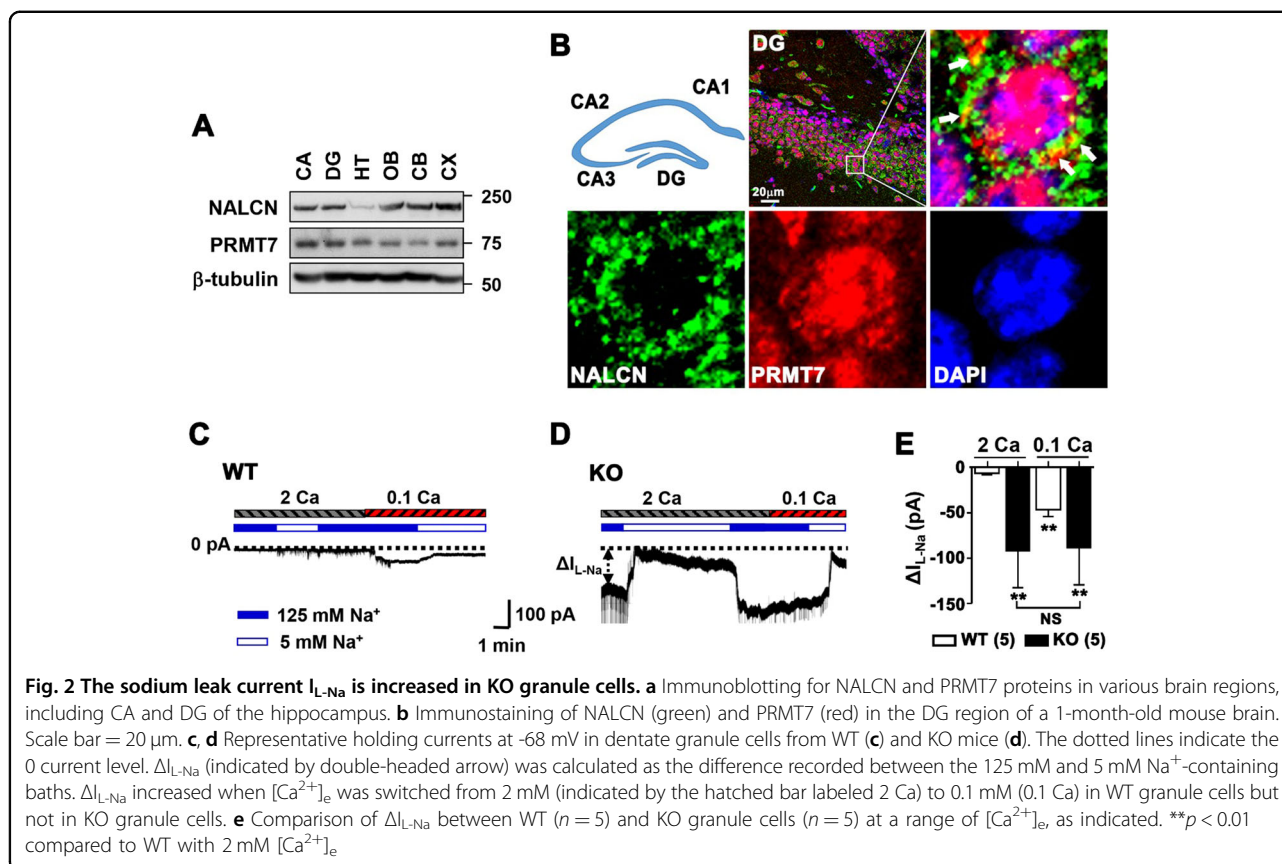 A
CA DG HT OB CB CX
NALCN
PRMT7
β-tubulin
250
75
50
B
CA1
CA2
CA3
DG
DG
20μm
NALCN
PRMT7
DAPI
C
WT
2 Ca 0.1 Ca
0 pA
125 mM Na⁺
5 mM Na⁺
100 pA
1 min
D
KO
2 Ca 0.1 Ca
ΔI_L-Na
E
2 Ca 0.1 Ca
ΔI_L-Na (pA)
0
-50
-100
-150
**
**
**
NS
WT (5) KO (5)
Fig. 2 The sodium leak current I_L-Na is increased in KO granule cells. a Immunoblotting for NALCN and PRMT7 proteins in various brain regions,
including CA and DG of the hippocampus. b Immunostaining of NALCN (green) and PRMT7 (red) in the DG region of a 1-month-old mouse brain.
Scale bar = 20 μm. c, d Representative holding currents at -68 mV in dentate granule cells from WT (c) and KO mice (d). The dotted lines indicate the
0 current level. ΔI_L-Na (indicated by double-headed arrow) was calculated as the difference recorded between the 125 mM and 5 mM Na⁺-containing
baths. ΔI_L-Na increased when [Ca²⁺]e was switched from 2 mM (indicated by the hatched bar labeled 2 Ca) to 0.1 mM (0.1 Ca) in WT granule cells but
not in KO granule cells. e Comparison of ΔI_L-Na between WT (n = 5) and KO granule cells (n = 5) at a range of [Ca²⁺]e, as indicated. **p < 0.01
compared to WT with 2 mM [Ca²⁺]e